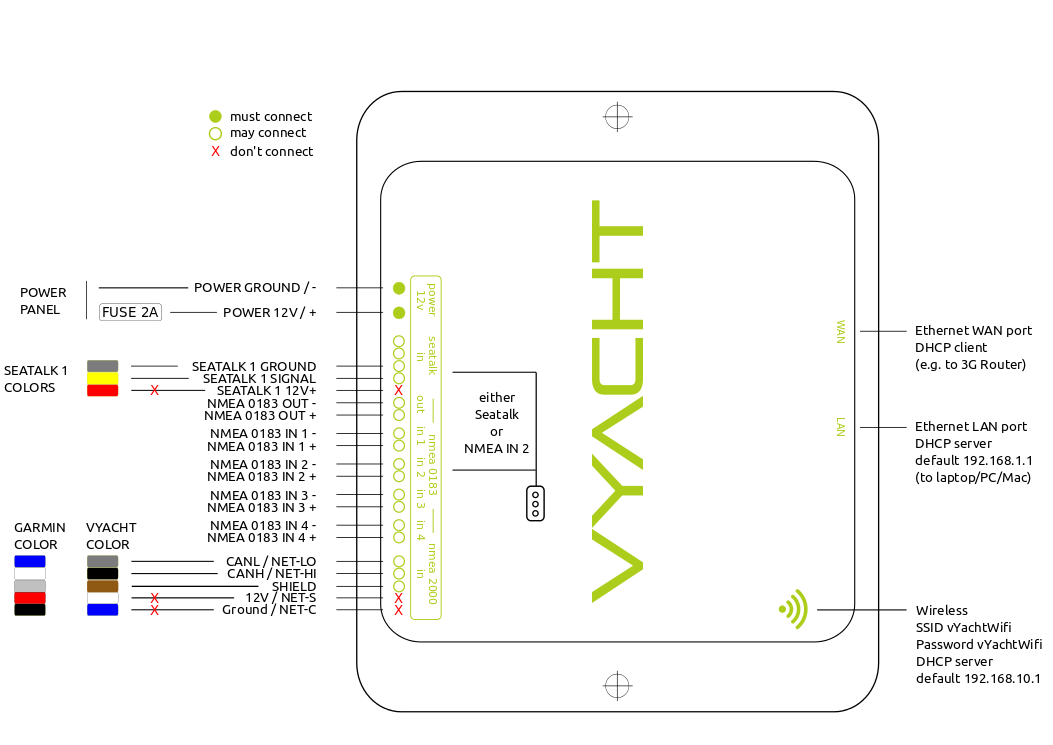 must connect
may connect
X don't connect
POWER
PANEL
POWER GROUND / -
FUSE 2A
POWER 12V / +
SEATALK 1
COLORS
SEATALK 1 GROUND
SEATALK 1 SIGNAL
X
SEATALK 1 12V+
X
NMEA 0183 OUT -
NMEA 0183 OUT +
NMEA 0183 IN 1 -
NMEA 0183 IN 1 +
NMEA 0183 IN 2 -
NMEA 0183 IN 2 +
NMEA 0183 IN 3 -
NMEA 0183 IN 3 +
NMEA 0183 IN 4 -
NMEA 0183 IN 4 +
GARMIN
COLOR
VYACHT
COLOR
CANL / NET-LO
CANH / NET-HI
SHIELD
X
12V / NET-S
X
X
Ground / NET-C
X
power
12v
seatalk
in
out
in 1
in 2
in 3
in 4
nmea 0183
nmea 2000
in
either
Seatalk
or
NMEA IN 2
VYACHT
WAN
LAN
Ethernet WAN port
DHCP client
(e.g. to 3G Router)
Ethernet LAN port
DHCP server
default 192.168.1.1
(to laptop/PC/Mac)
Wireless
SSID vYachtWifi
Password vYachtWifi
DHCP server
default 192.168.10.1